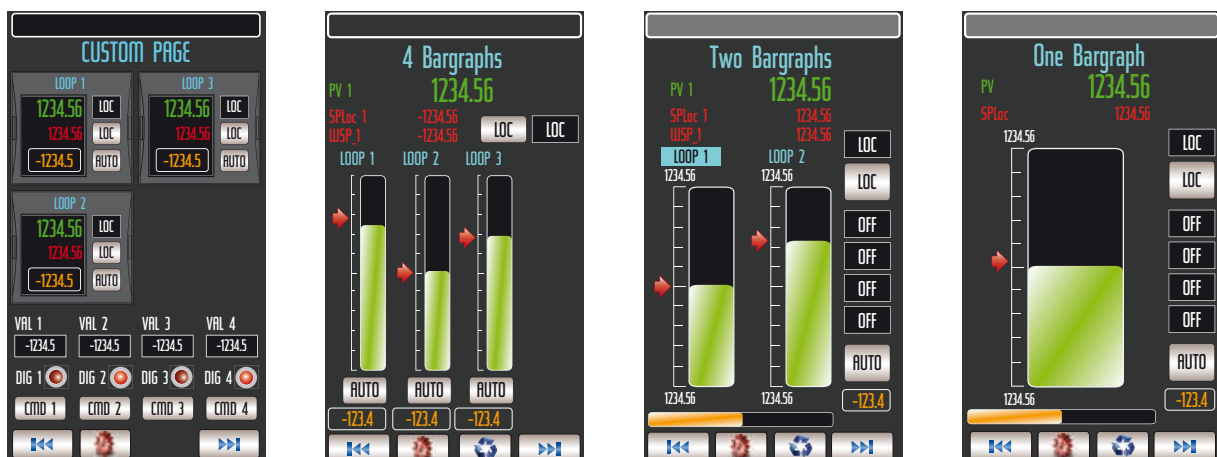 CUSTOM PAGE
LOOP 1
1234.56 LOC
1234.56 LOC
-1234.5 AUTO
LOOP 3
1234.56 LOC
1234.56 LOC
-1234.5 AUTO
LOOP 2
1234.56 LOC
1234.56 LOC
-1234.5 AUTO
VAL 1 VAL 2 VAL 3 VAL 4
-1234.5 -1234.5 -1234.5 -1234.5
DIG 1 DIG 2 DIG 3 DIG 4
CMD 1 CMD 2 CMD 3 CMD 4
4 Bargraphs
PV 1 1234.56
SPLoc 1 -1234.56
WSP_1 -1234.56
LOC LOC
LOOP 1 LOOP 2 LOOP 3
AUTO AUTO AUTO
-123.4 -123.4 -123.4
Two Bargraphs
PV 1 1234.56
SPLoc 1 1234.56
WSP_1 1234.56
LOC
LOOP 1 LOOP 2
1234.56 1234.56
LOC
OFF
OFF
OFF
OFF
AUTO
1234.56 1234.56 -123.4
One Bargraph
PV 1234.56
SPLoc 1234.56
1234.56 LOC
LOC
OFF
OFF
OFF
OFF
AUTO
1234.56 -123.4